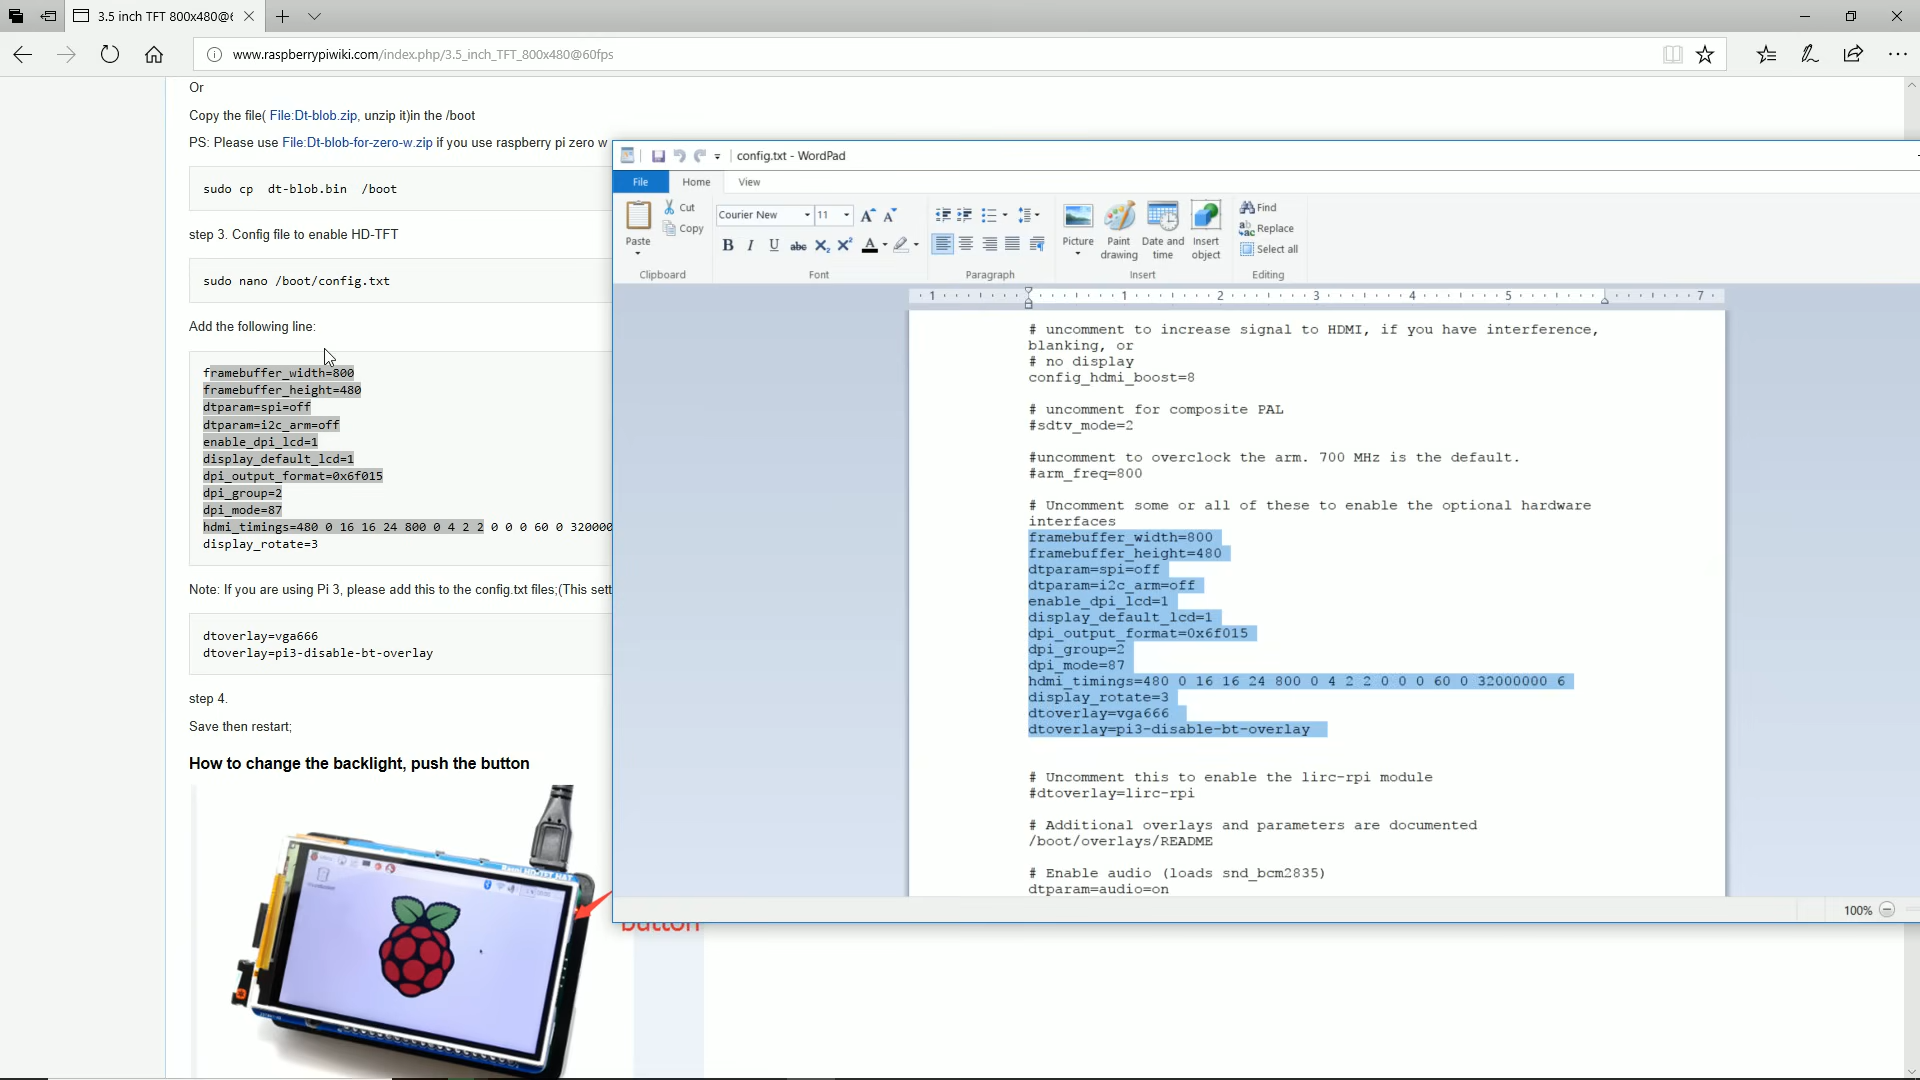 3.5 inch TFT 800x480@6
www.raspberrypiwiki.com/index.php/3.5_inch_TFT_800x480@60fps
Or
Copy the file( File:Dt-blob.zip, unzip it)in the /boot
PS: Please use File:Dt-blob-for-zero-w.zip if you use raspberry pi zero w
sudo cp  dt-blob.bin  /boot
step 3. Config file to enable HD-TFT
sudo nano /boot/config.txt
Add the following line:
framebuffer_width=800
framebuffer_height=480
dtparam=spi=off
dtparam=i2c_arm=off
enable_dpi_lcd=1
display_default_lcd=1
dpi_output_format=0x6f015
dpi_group=2
dpi_mode=87
hdmi_timings=480 0 16 16 24 800 0 4 2 2 0 0 0 60 0 320000
display_rotate=3
Note: If you are using Pi 3, please add this to the config.txt files;(This sett
dtoverlay=vga666
dtoverlay=pi3-disable-bt-overlay
step 4.
Save then restart;
How to change the backlight, push the button
button
config.txt - WordPad
File Home View
Paste Cut Copy
Clipboard
Courier New 11
Font
Paragraph
Picture Paint drawing Date and time Insert object
Insert
Find
Replace
Select all
Editing
1 1 2 3 4 5 7
# uncomment to increase signal to HDMI, if you have interference,
blanking, or
# no display
config_hdmi_boost=8
# uncomment for composite PAL
#sdtv_mode=2
#uncomment to overclock the arm. 700 MHz is the default.
#arm_freq=800
# Uncomment some or all of these to enable the optional hardware
interfaces
framebuffer_width=800
framebuffer_height=480
dtparam=spi=off
dtparam=i2c_arm=off
enable_dpi_lcd=1
display_default_lcd=1
dpi_output_format=0x6f015
dpi_group=2
dpi_mode=87
hdmi_timings=480 0 16 16 24 800 0 4 2 2 0 0 0 60 0 32000000 6
display_rotate=3
dtoverlay=vga666
dtoverlay=pi3-disable-bt-overlay
# Uncomment this to enable the lirc-rpi module
#dtoverlay=lirc-rpi
# Additional overlays and parameters are documented
/boot/overlays/README
# Enable audio (loads snd_bcm2835)
dtparam=audio=on
100%